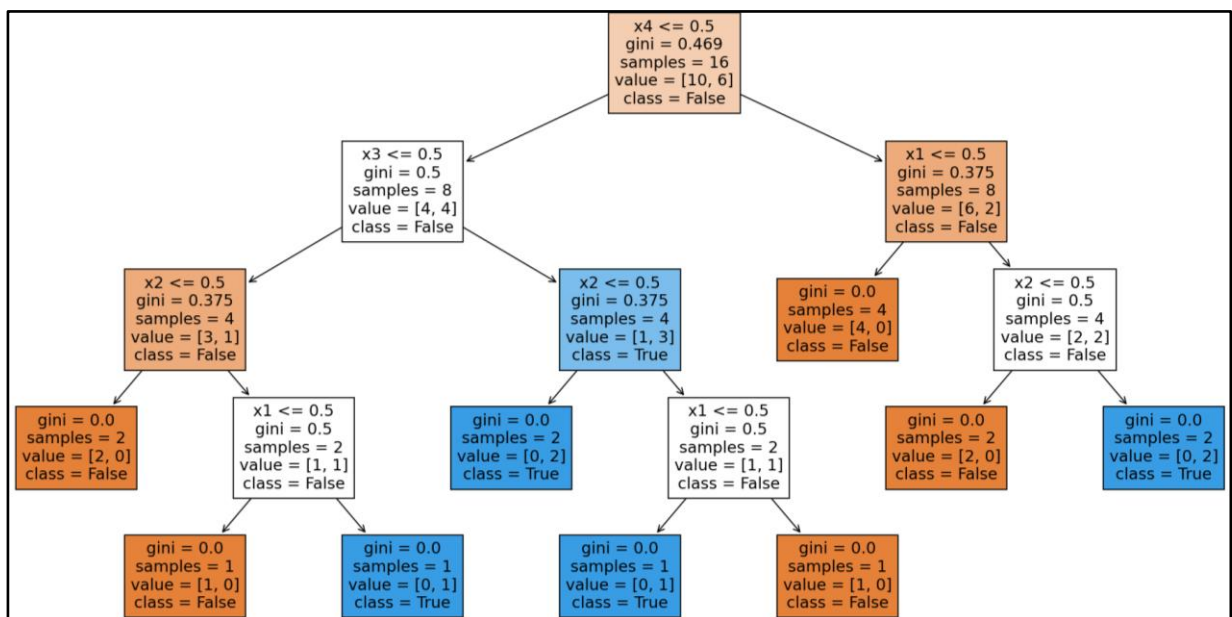 x4 <= 0.5
gini = 0.469
samples = 16
value = [10, 6]
class = False
x3 <= 0.5
gini = 0.5
samples = 8
value = [4, 4]
class = False
x1 <= 0.5
gini = 0.375
samples = 8
value = [6, 2]
class = False
x2 <= 0.5
gini = 0.375
samples = 4
value = [3, 1]
class = False
x2 <= 0.5
gini = 0.375
samples = 4
value = [1, 3]
class = True
gini = 0.0
samples = 4
value = [4, 0]
class = False
x2 <= 0.5
gini = 0.5
samples = 4
value = [2, 2]
class = False
gini = 0.0
samples = 2
value = [2, 0]
class = False
x1 <= 0.5
gini = 0.5
samples = 2
value = [1, 1]
class = False
gini = 0.0
samples = 2
value = [0, 2]
class = True
x1 <= 0.5
gini = 0.5
samples = 2
value = [1, 1]
class = False
gini = 0.0
samples = 2
value = [2, 0]
class = False
gini = 0.0
samples = 2
value = [0, 2]
class = True
gini = 0.0
samples = 1
value = [1, 0]
class = False
gini = 0.0
samples = 1
value = [0, 1]
class = True
gini = 0.0
samples = 1
value = [0, 1]
class = True
gini = 0.0
samples = 1
value = [1, 0]
class = False